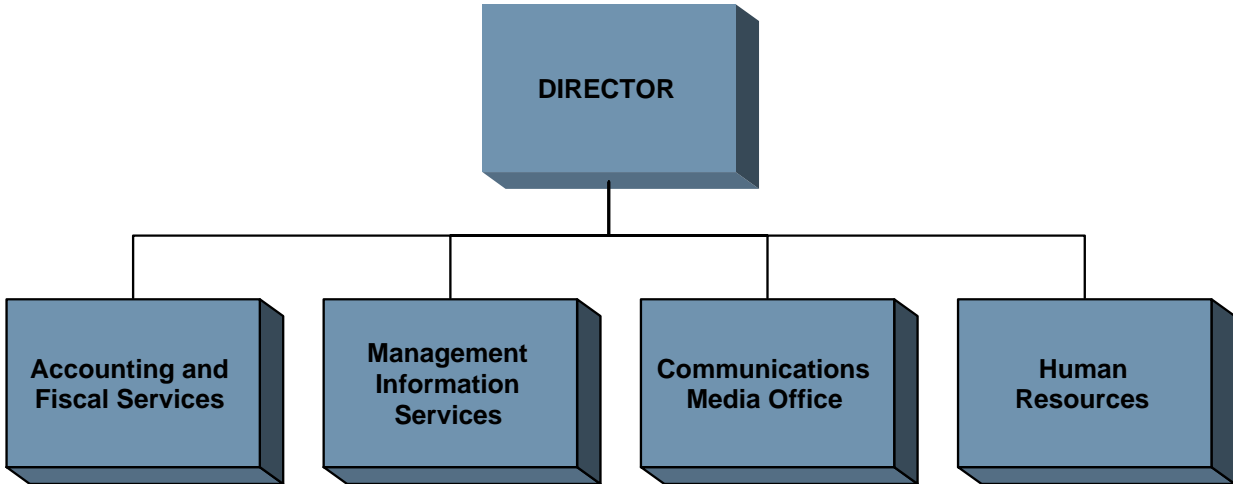 DIRECTOR
Accounting and
Fiscal Services
Management
Information
Services
Communications
Media Office
Human
Resources